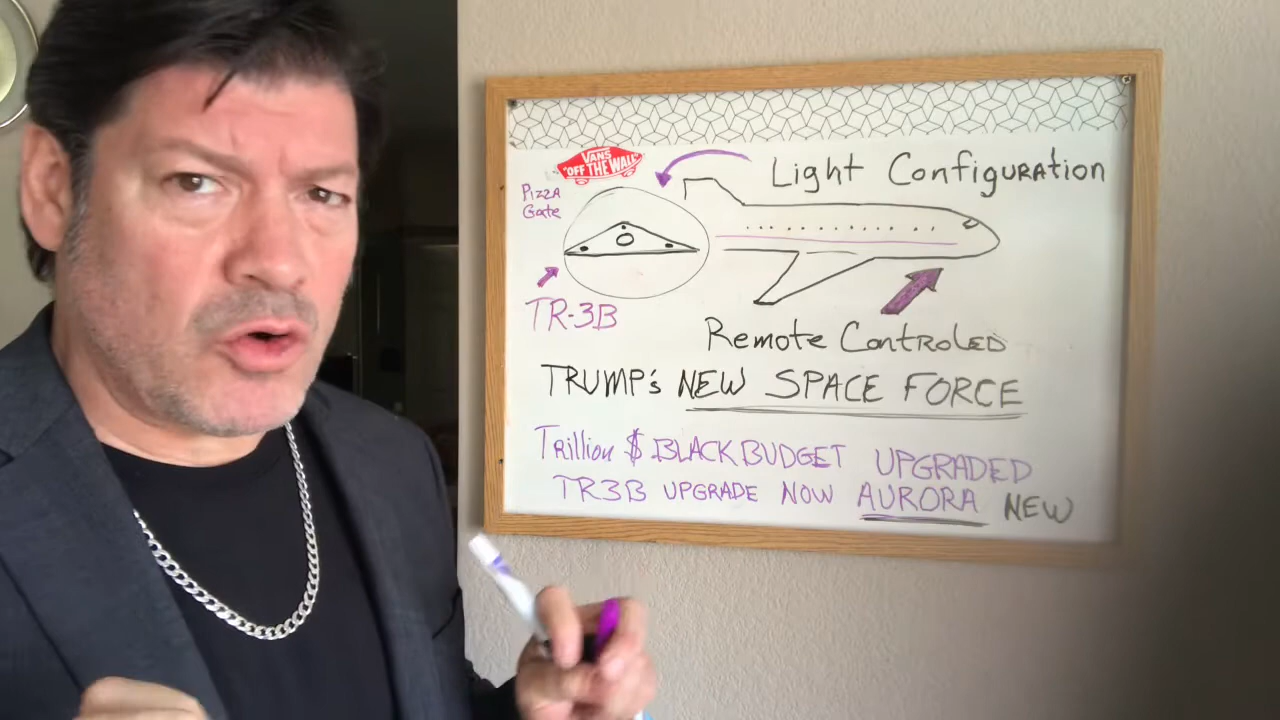 VANS
"OFF THE WALL"
Light Configuration
Pizza
Gate
TR-3B
Remote Controled
TRUMP's NEW SPACE FORCE
Trillion $ BLACK BUDGET UPGRADED
TR3B UPGRADE NOW AURORA NEW